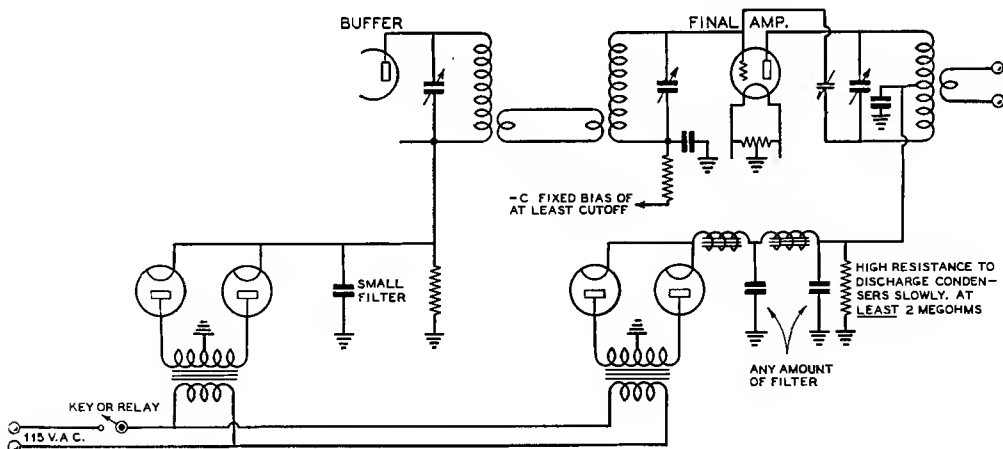 BUFFER
FINAL AMP.
-C FIXED BIAS OF
AT LEAST CUTOFF
SMALL
FILTER
HIGH RESISTANCE TO
DISCHARGE CONDEN-
SERS SLOWLY. AT
LEAST 2 MEGOHMS
ANY AMOUNT
OF FILTER
KEY OR RELAY
115 V.A.C.